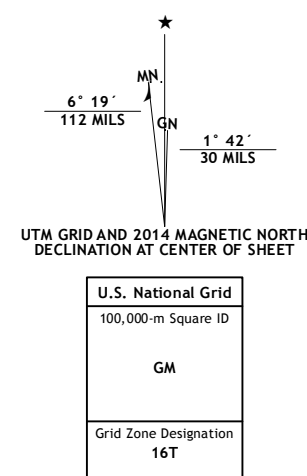 MN.
GN
6° 19´
112 MILS
1° 42´
30 MILS
UTM GRID AND 2014 MAGNETIC NORTH
DECLINATION AT CENTER OF SHEET
U.S. National Grid
100,000-m Square ID
GM
Grid Zone Designation
16T